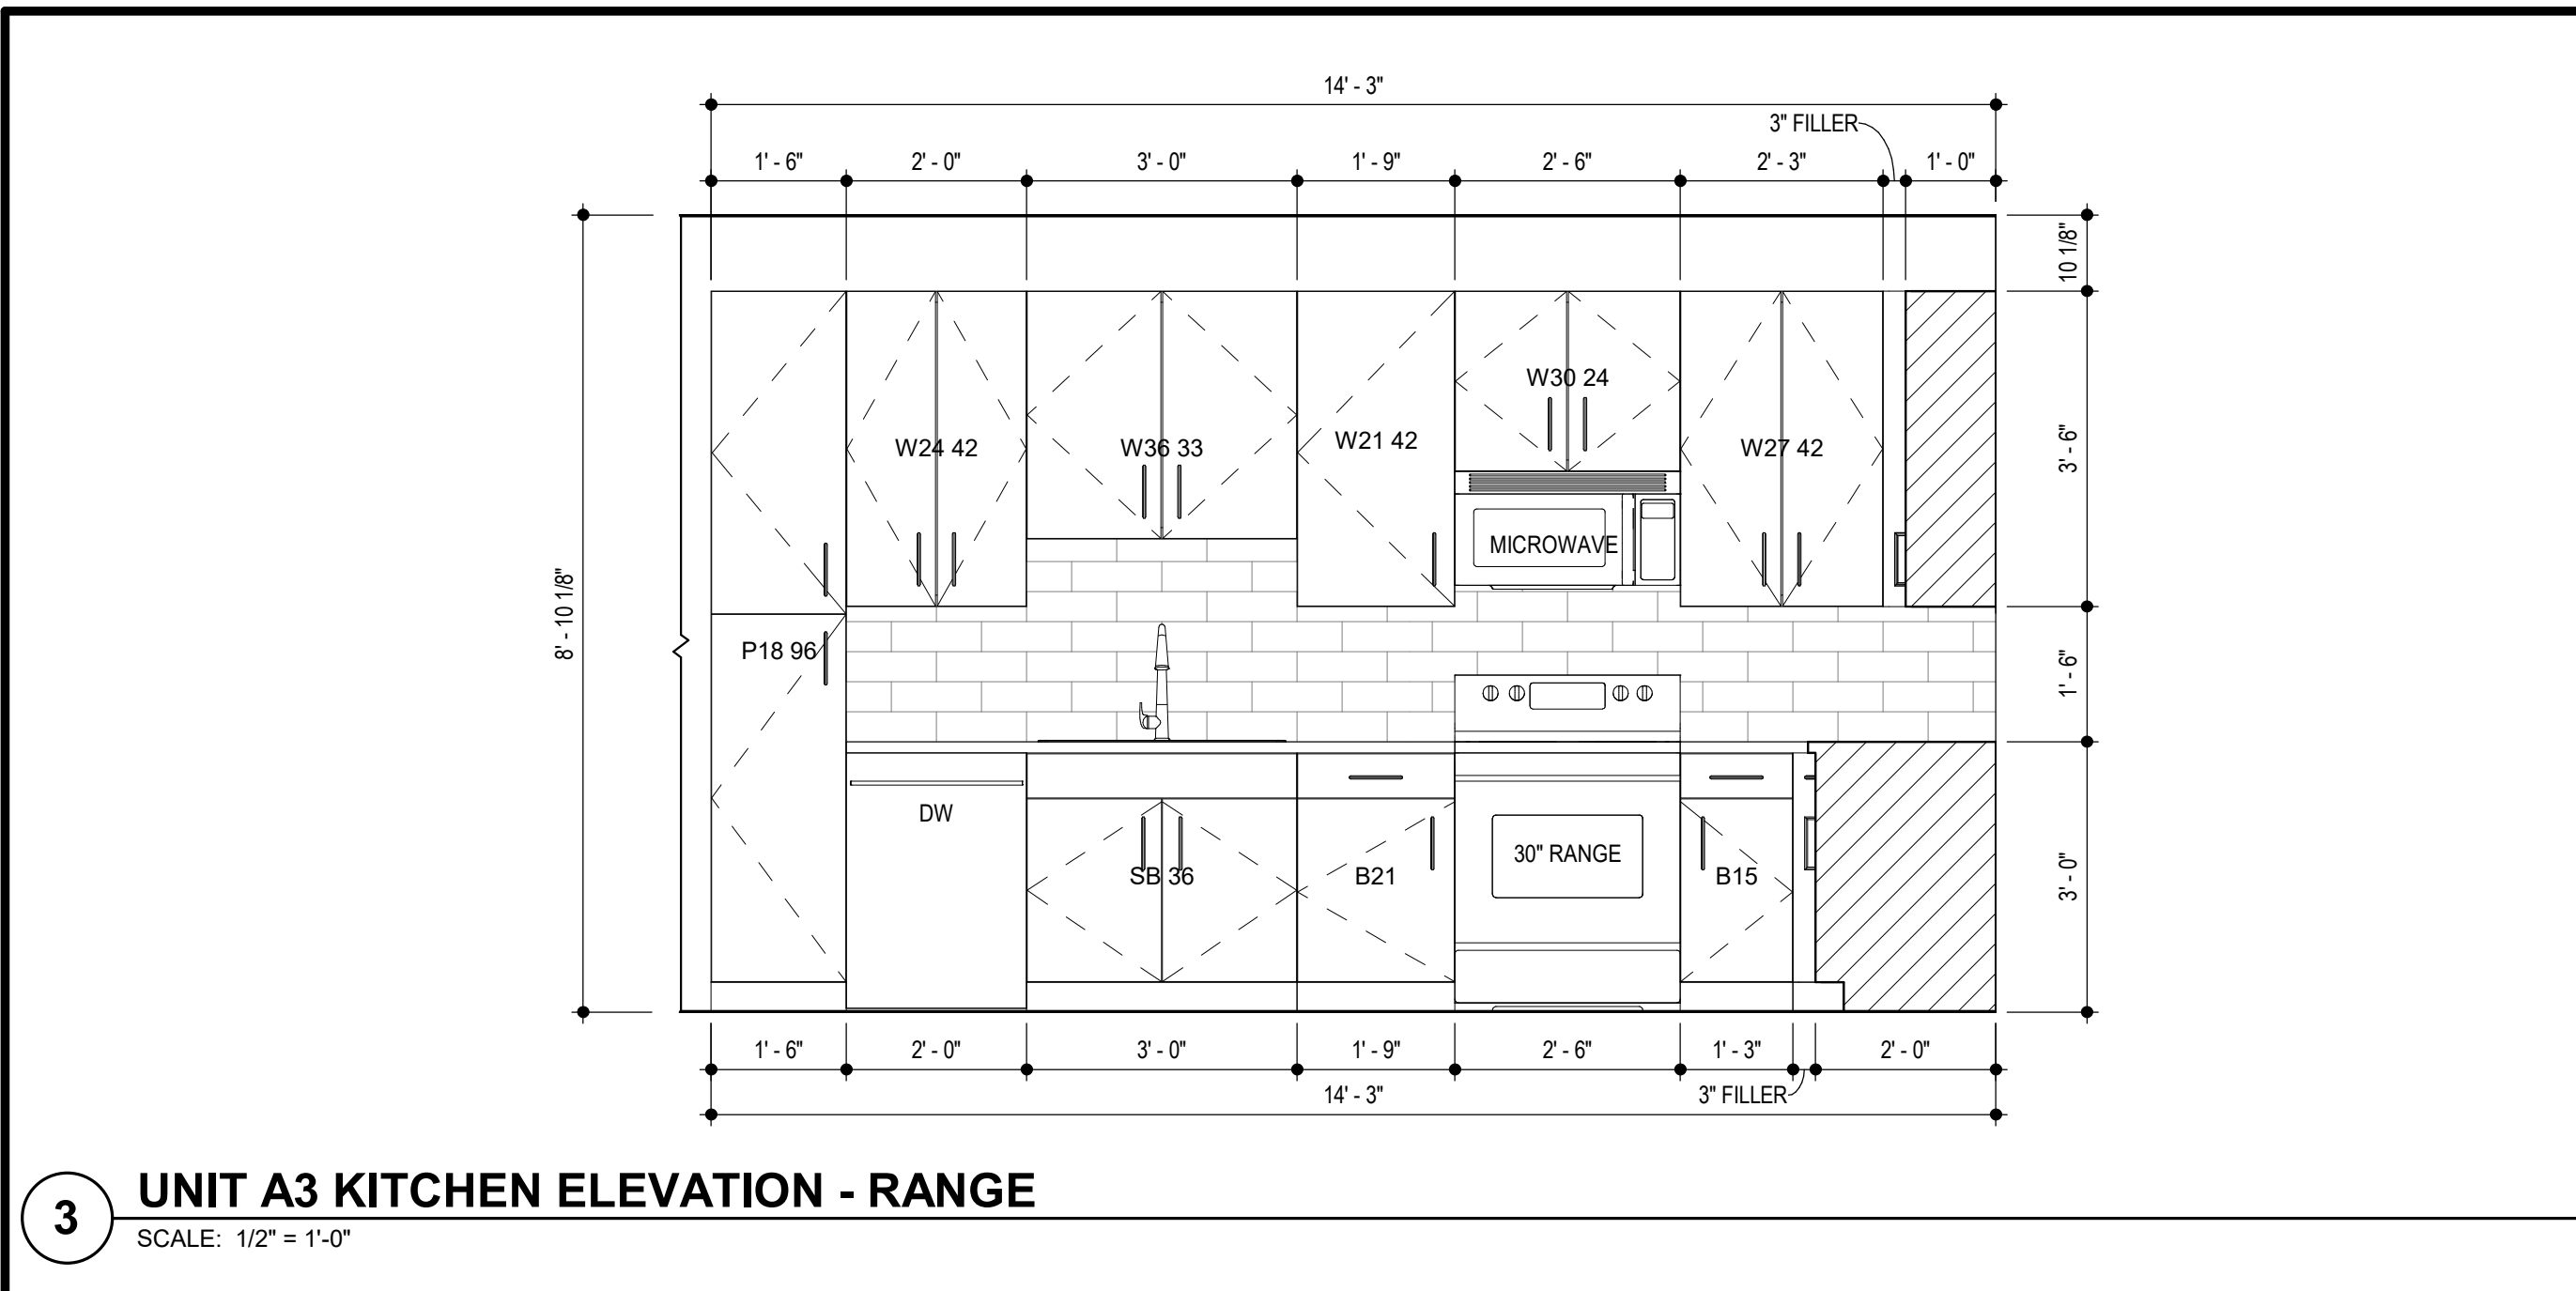 14' - 3"
3" FILLER
1' - 6"
2' - 0"
3' - 0"
1' - 9"
2' - 6"
2' - 3"
1' - 0"
10 1/8"
3' - 6"
1' - 6"
3' - 0"
8' - 10 1/8"
W24 42
W36 33
W21 42
W30 24
W27 42
MICROWAVE
P18 96
DW
SB 36
B21
30" RANGE
B15
1' - 6"
2' - 0"
3' - 0"
1' - 9"
2' - 6"
1' - 3"
2' - 0"
3" FILLER
14' - 3"
3
UNIT A3 KITCHEN ELEVATION - RANGE
SCALE: 1/2" = 1'-0"